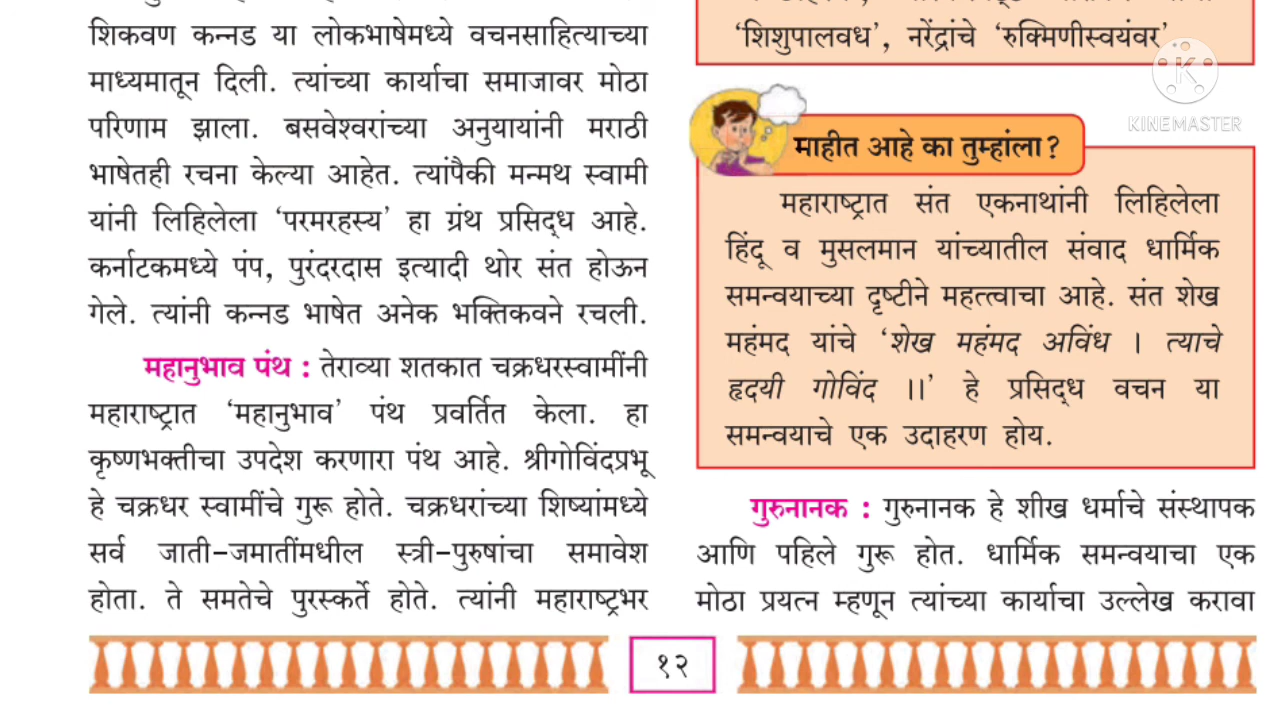 शिकवण कन्नड या लोकभाषेमध्ये वचनसाहित्याच्या
माध्यमातून दिली. त्यांच्या कार्याचा समाजावर मोठा
परिणाम झाला. बसवेश्वरांच्या अनुयायांनी मराठी
भाषेतही रचना केल्या आहेत. त्यांपैकी मन्मथ स्वामी
यांनी लिहिलेला ‘परमरहस्य’ हा ग्रंथ प्रसिद्ध आहे.
कर्नाटकमध्ये पंप, पुरंदरदास इत्यादी थोर संत होऊन
गेले. त्यांनी कन्नड भाषेत अनेक भक्तिकवने रचली.
महानुभाव पंथ : तेराव्या शतकात चक्रधरस्वामींनी
महाराष्ट्रात ‘महानुभाव’ पंथ प्रवर्तित केला. हा
कृष्णभक्तीचा उपदेश करणारा पंथ आहे. श्रीगोविंदप्रभू
हे चक्रधर स्वामींचे गुरू होते. चक्रधरांच्या शिष्यांमध्ये
सर्व जाती-जमातींमधील स्त्री-पुरुषांचा समावेश
होता. ते समतेचे पुरस्कर्ते होते. त्यांनी महाराष्ट्रभर
‘शिशुपालवध’, नरेंद्रांचे ‘रुक्मिणीस्वयंवर’
KINEMASTER
माहीत आहे का तुम्हांला?
महाराष्ट्रात संत एकनाथांनी लिहिलेला
हिंदू व मुसलमान यांच्यातील संवाद धार्मिक
समन्वयाच्या दृष्टीने महत्त्वाचा आहे. संत शेख
महंमद यांचे ‘शेख महंमद अविंध । त्याचे
हृदयी गोविंद ।।’ हे प्रसिद्ध वचन या
समन्वयाचे एक उदाहरण होय.
गुरुनानक : गुरुनानक हे शीख धर्माचे संस्थापक
आणि पहिले गुरू होत. धार्मिक समन्वयाचा एक
मोठा प्रयत्न म्हणून त्यांच्या कार्याचा उल्लेख करावा
१२